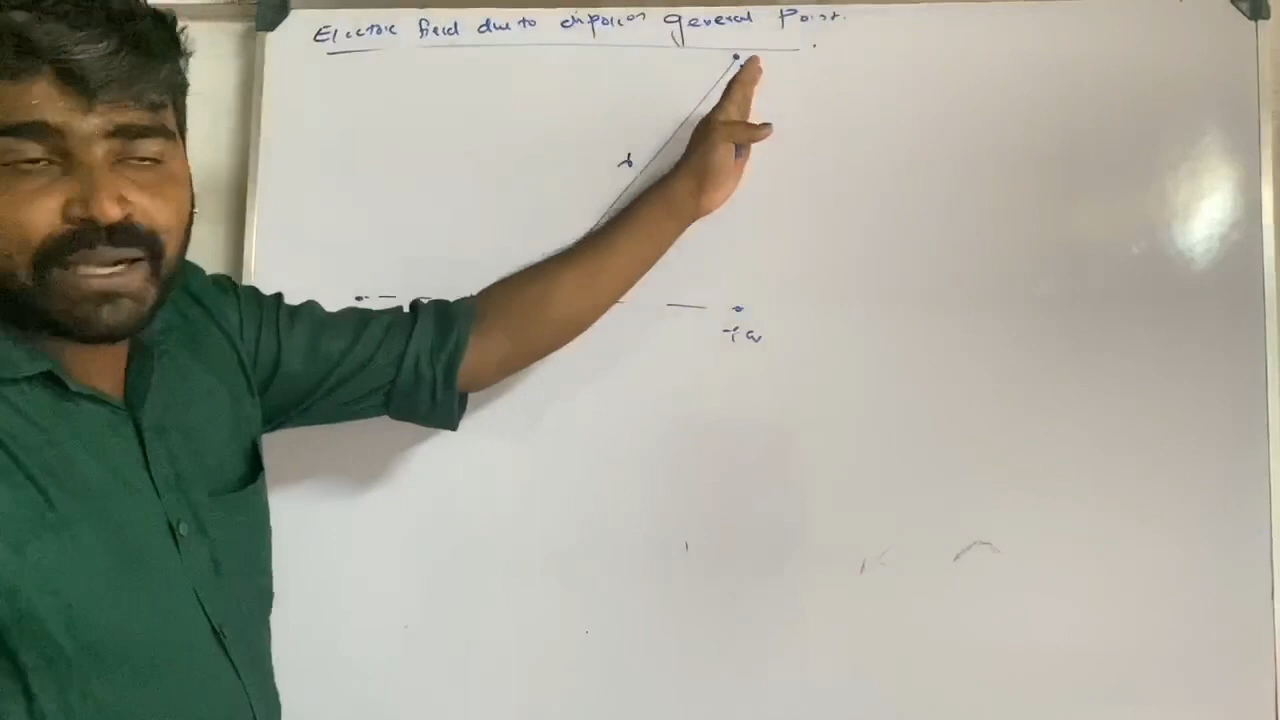 Electric field due to dipole on general Point.
r
+q